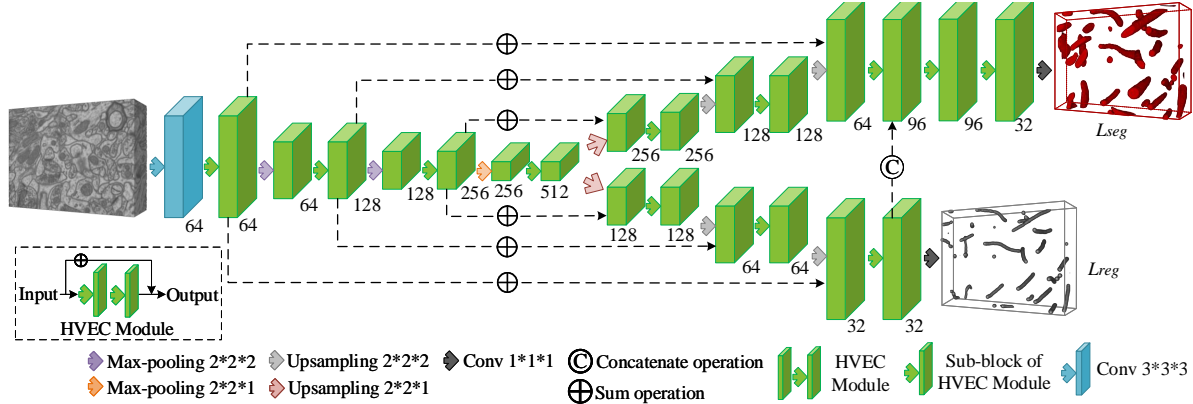 64
64
64
128
128
256
256
512
256
256
128
128
64
96
96
32
Lseg
C
128
128
64
64
32
32
Lreg
Input
Output
HVEC Module
Max-pooling 2*2*2
Upsampling 2*2*2
Conv 1*1*1
C Concatenate operation
HVEC
Module
Sub-block of
HVEC Module
Conv 3*3*3
Max-pooling 2*2*1
Upsampling 2*2*1
Sum operation